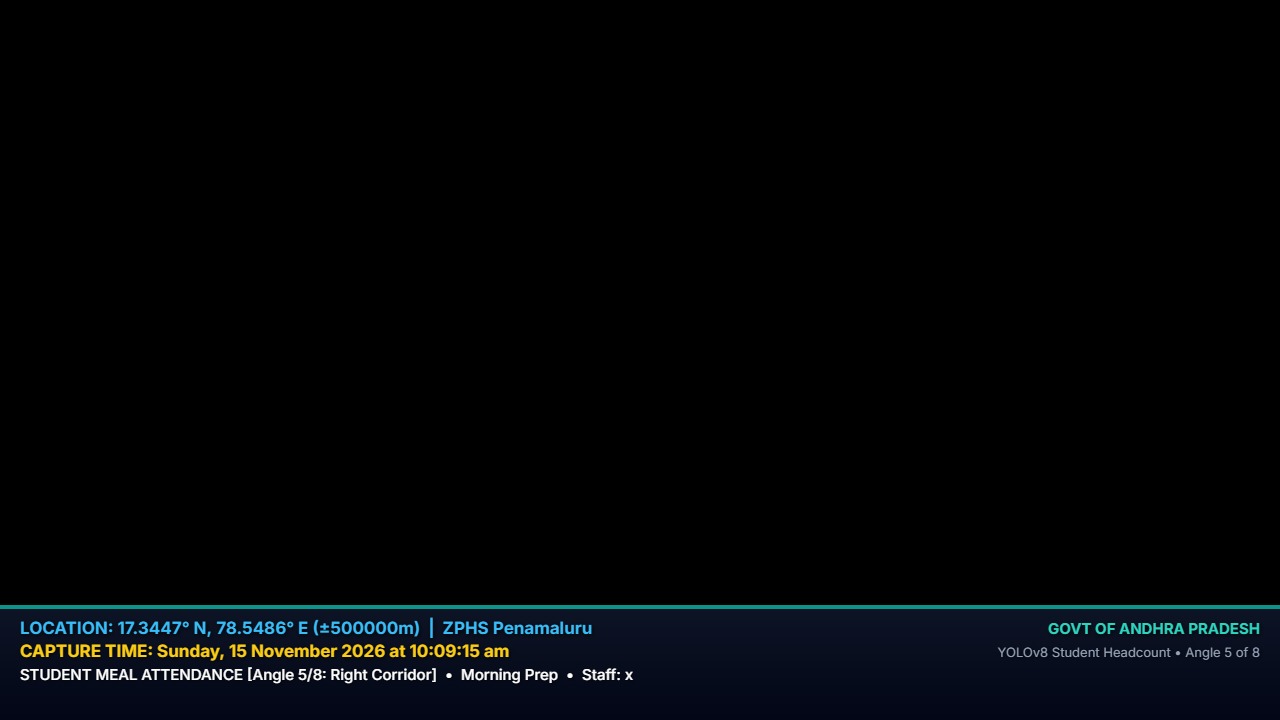 LOCATION: 17.3447° N, 78.5486° E (±500000m) | ZPHS Penamaluru
CAPTURE TIME: Sunday, 15 November 2026 at 10:09:15 am
STUDENT MEAL ATTENDANCE [Angle 5/8: Right Corridor] • Morning Prep • Staff: x
GOVT OF ANDHRA PRADESH
YOLOv8 Student Headcount • Angle 5 of 8